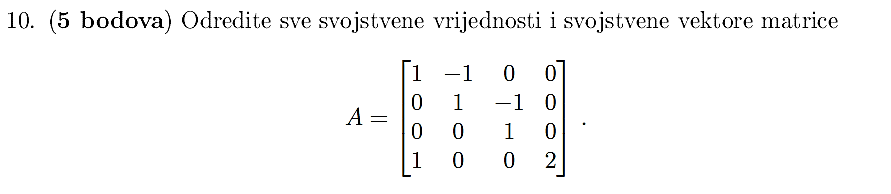 10. (5 bodova) Odredite sve svojstvene vrijednosti i svojstvene vektore matrice
A = [1 −1 0 0
0 1 −1 0
0 0 1 0
1 0 0 2] .